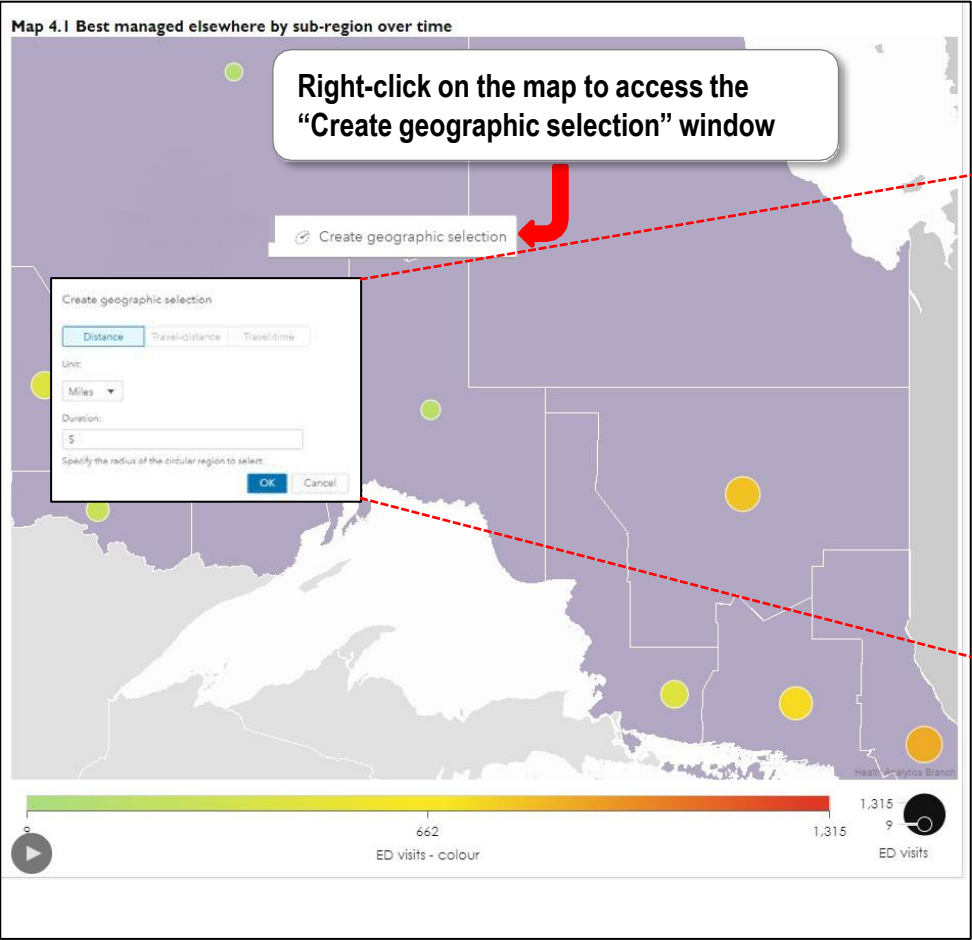 Map 4.1 Best managed elsewhere by sub-region over time
Right-click on the map to access the
“Create geographic selection” window
Create geographic selection
Create geographic selection
Distance Travel-distance Travel-time
Unit:
Miles
Duration:
5
Specify the radius of the circular region to select.
OK Cancel
Health Analytics Branch
9 662 1,315
ED visits - colour
1,315
9
ED visits